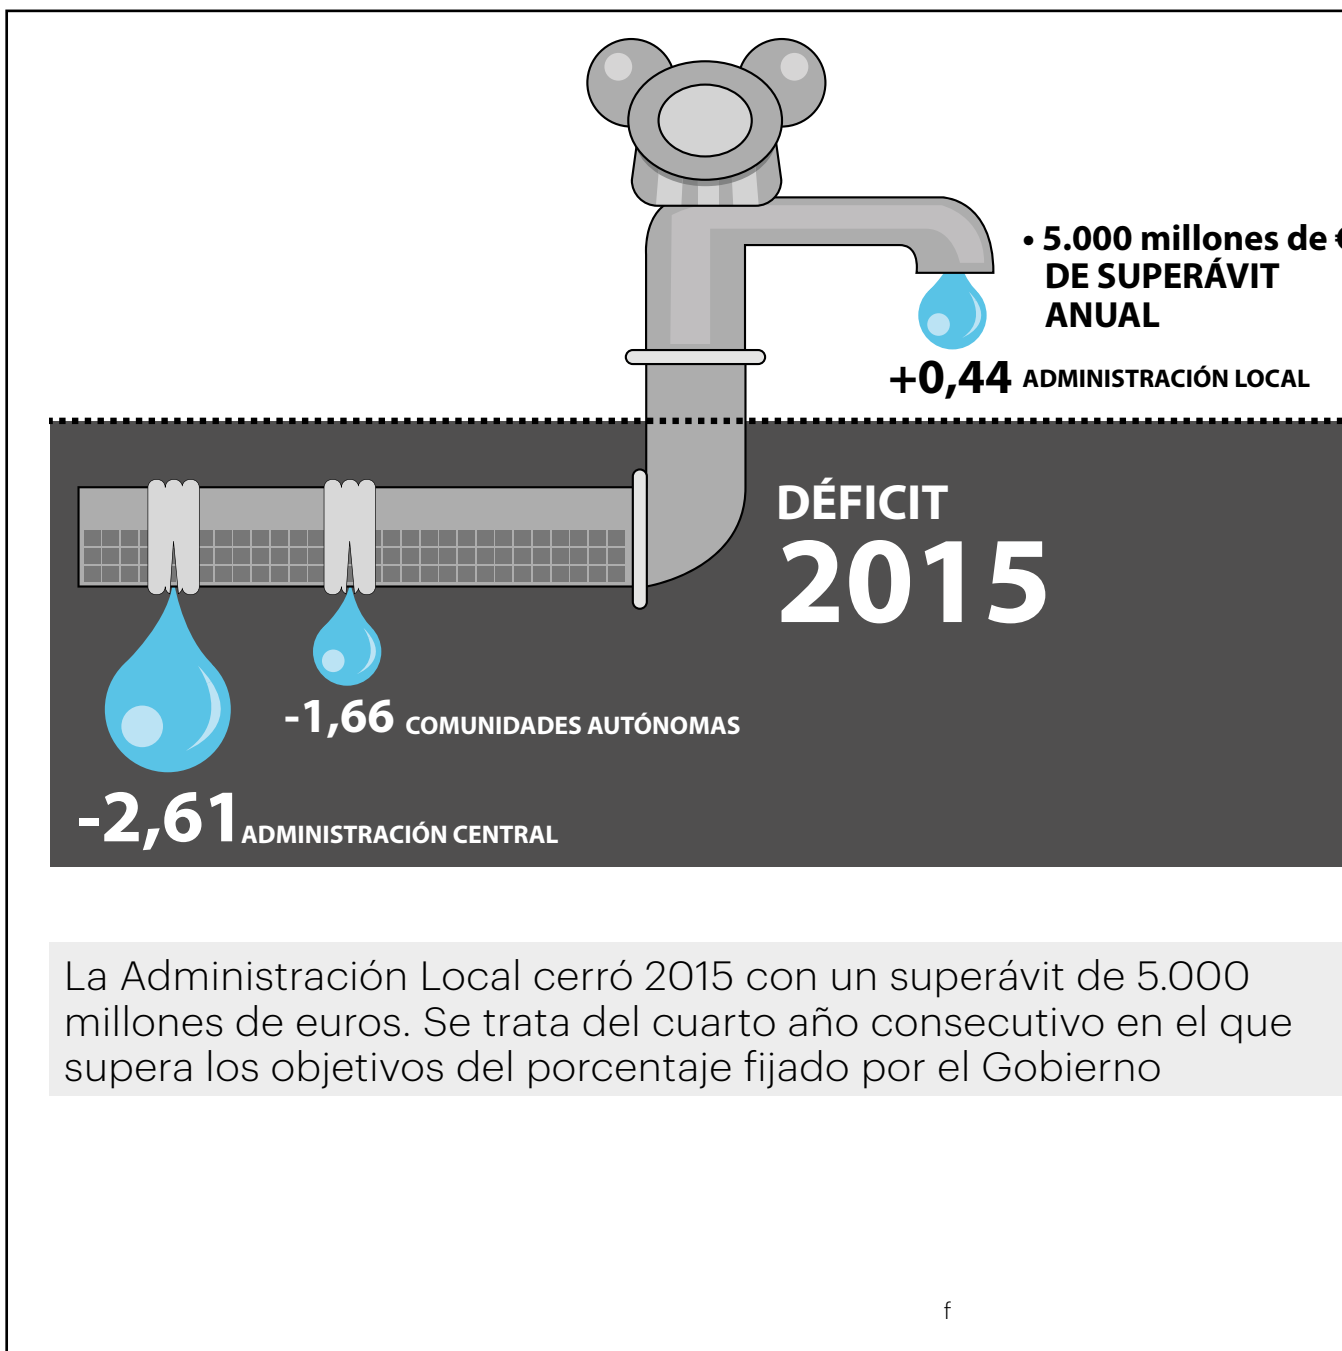 • 5.000 millones de €
DE SUPERÁVIT
ANUAL
+0,44 ADMINISTRACIÓN LOCAL
DÉFICIT
2015
-1,66 COMUNIDADES AUTÓNOMAS
-2,61 ADMINISTRACIÓN CENTRAL
La Administración Local cerró 2015 con un superávit de 5.000
millones de euros. Se trata del cuarto año consecutivo en el que
supera los objetivos del porcentaje fijado por el Gobierno
f